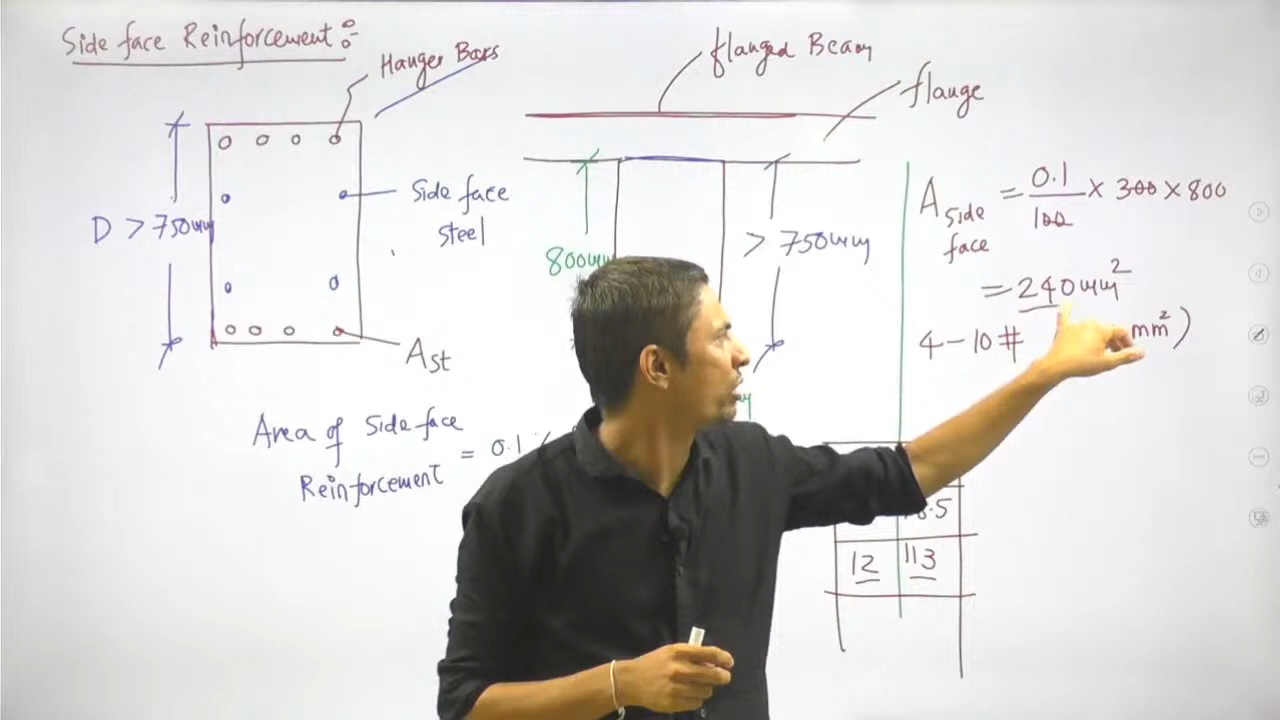 Side face Reinforcement:-
Hanger Bars
D > 750mm
Side face
steel
Ast
Area of Side face
Reinforcement
= 0.1%
flanged Beam
flange
800mm
> 750mm
A side face = 0.1/100 × 300 × 800
= 240mm²
4 - 10 #
mm²)
12 113